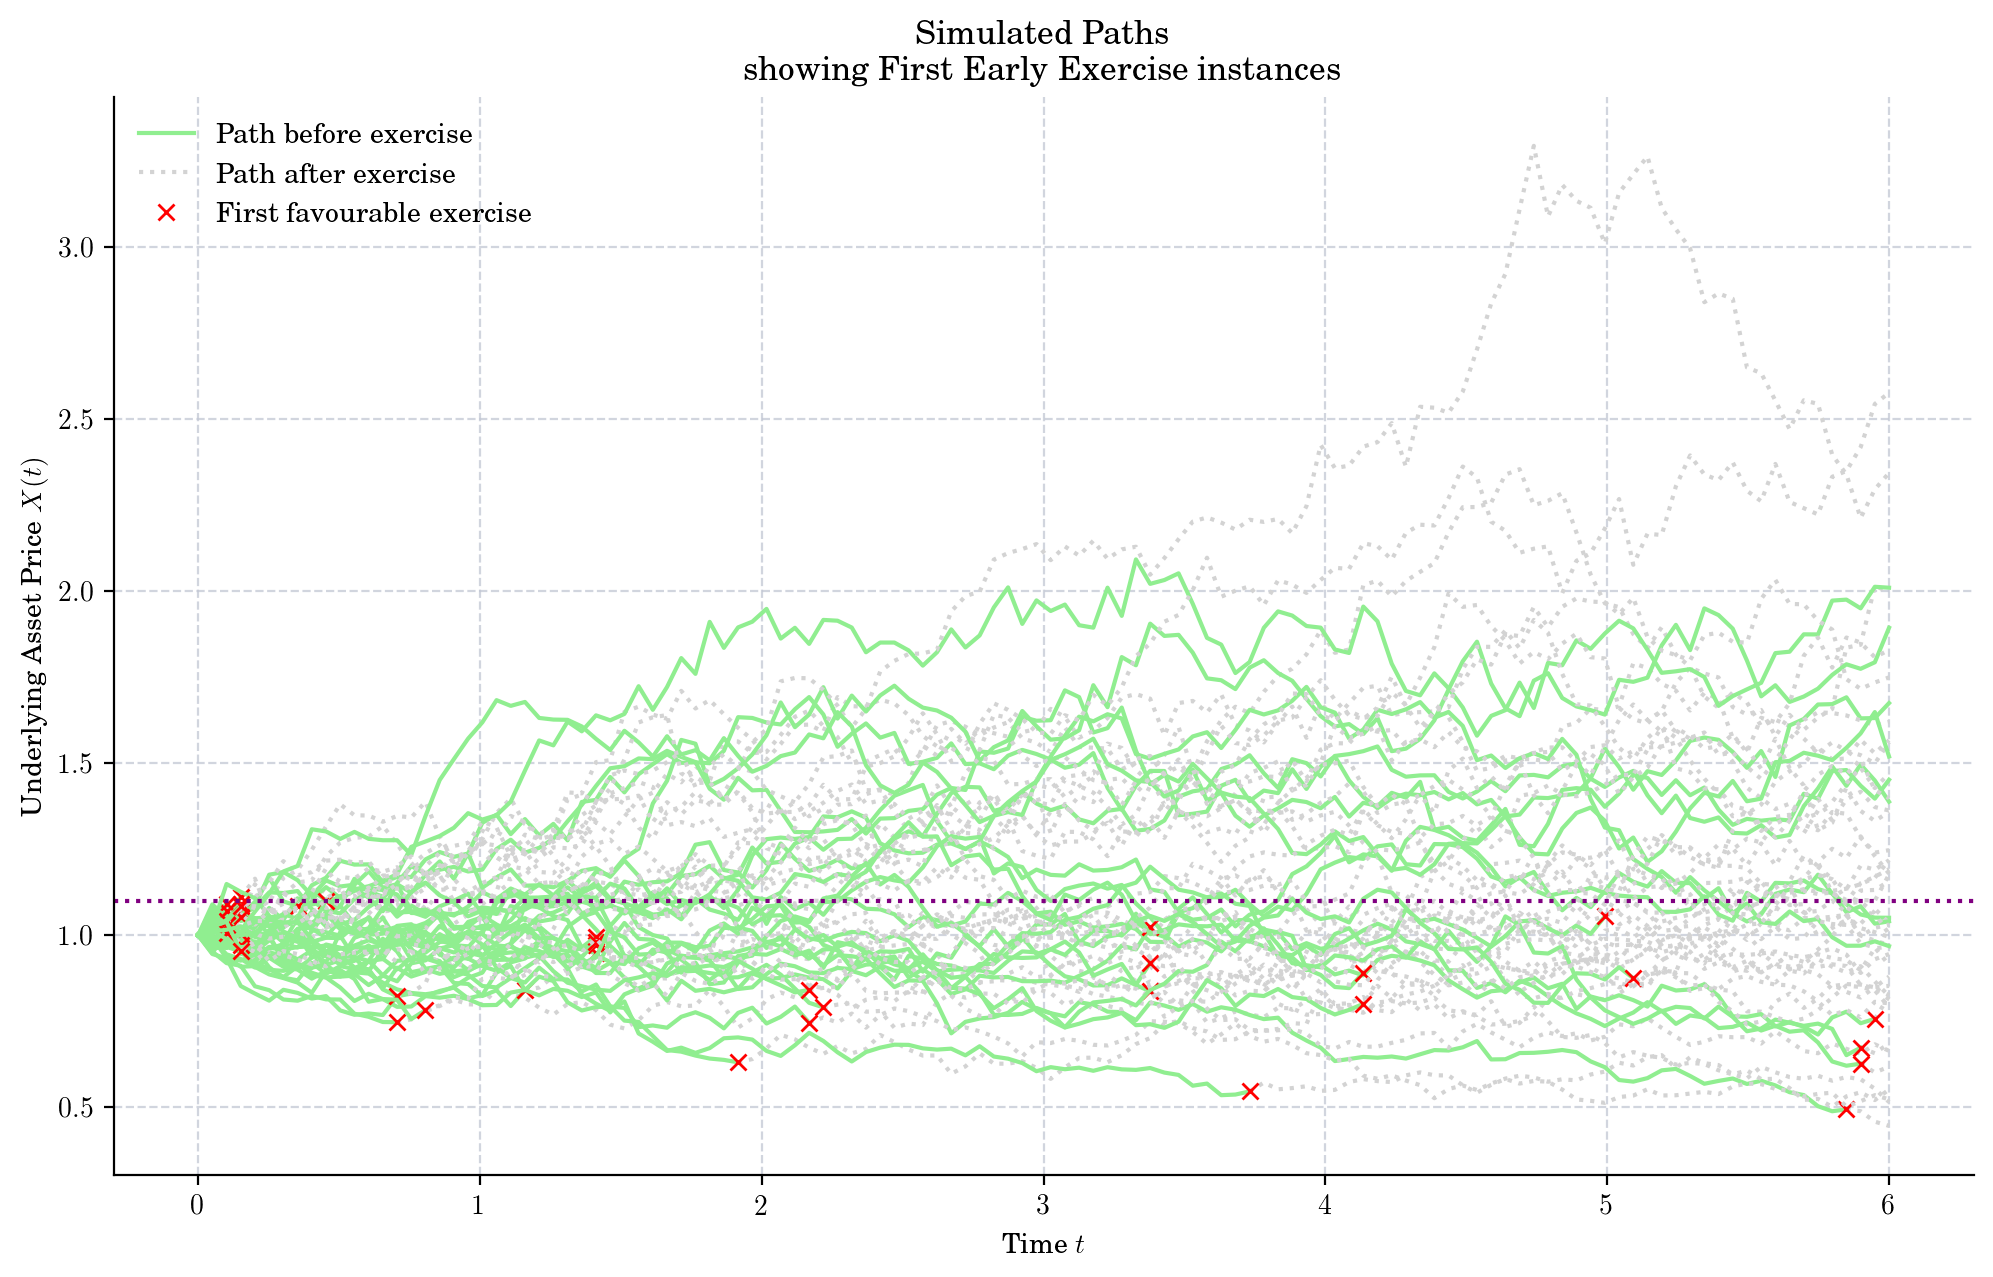 Simulated Paths
showing First Early Exercise instances
Path before exercise
Path after exercise
First favourable exercise
Underlying Asset Price X(t)
3.0
2.5
2.0
1.5
1.0
0.5
0 1 2 3 4 5 6
Time t